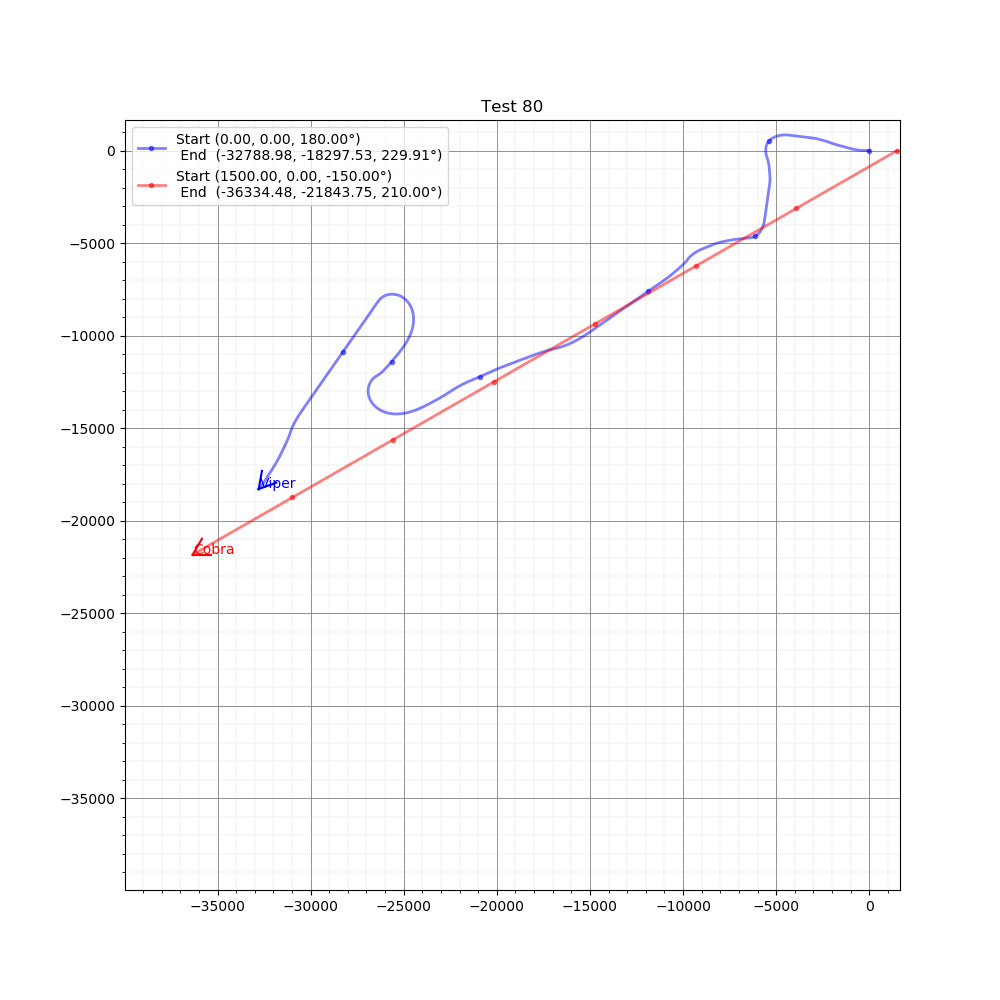 Test 80
Start (0.00, 0.00, 180.00°)
End (-32788.98, -18297.53, 229.91°)
Start (1500.00, 0.00, -150.00°)
End (-36334.48, -21843.75, 210.00°)
0
−5000
−10000
−15000
−20000
−25000
−30000
−35000
Viper
Cobra
−35000 −30000 −25000 −20000 −15000 −10000 −5000 0